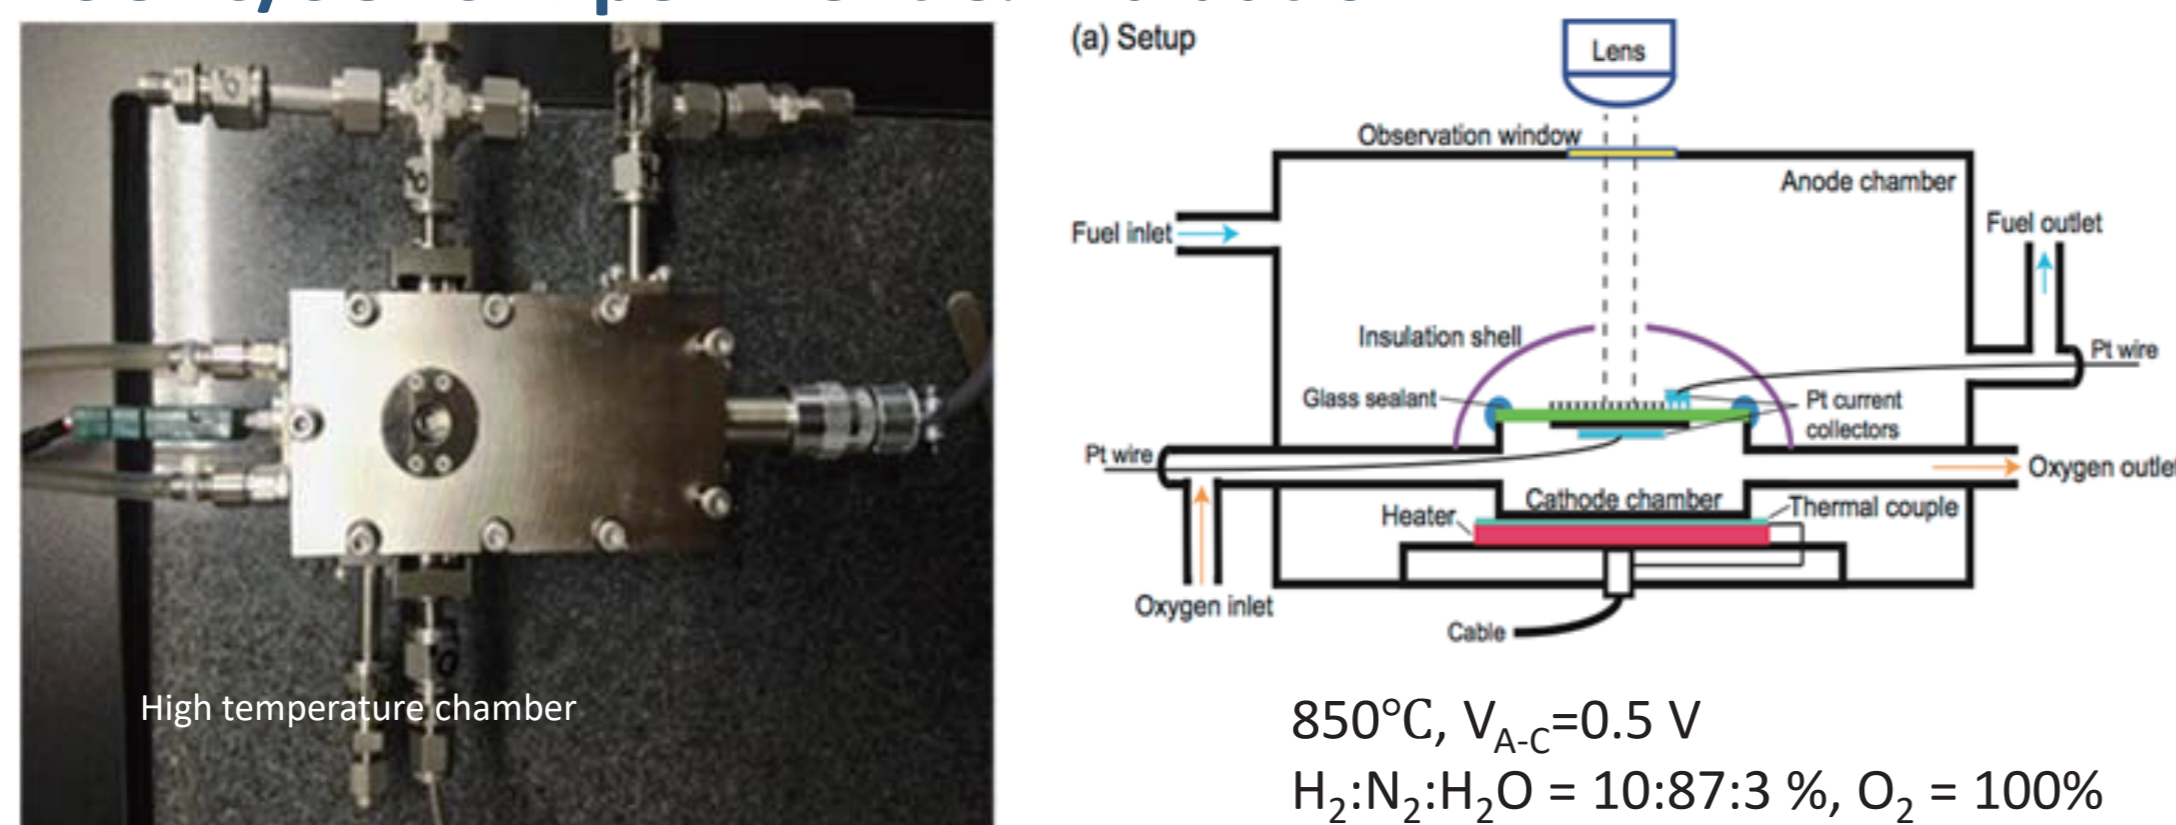 (a) Setup
Lens
Observation window
Anode chamber
Fuel inlet
Fuel outlet
Insulation shell
Pt wire
Glass sealant
Pt current
collectors
Pt wire
Oxygen outlet
Cathode chamber
Thermal couple
Heater
Oxygen inlet
Cable
High temperature chamber
850℃, V_A-C=0.5 V
H₂:N₂:H₂O = 10:87:3 %, O₂ = 100%